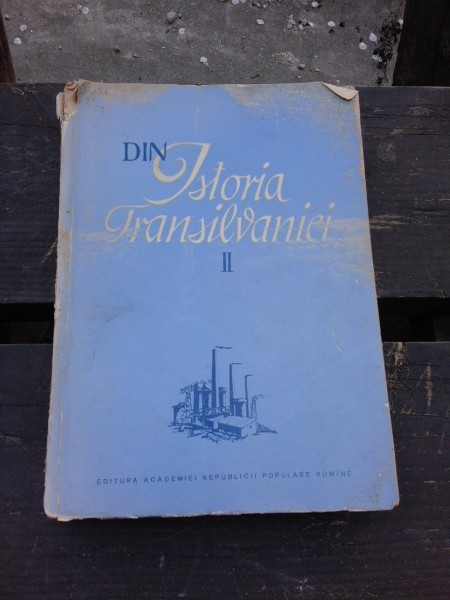 DIN Istoria
Transilvaniei
II
EDITURA ACADEMIEI REPUBLICII POPULARE ROMÎNE